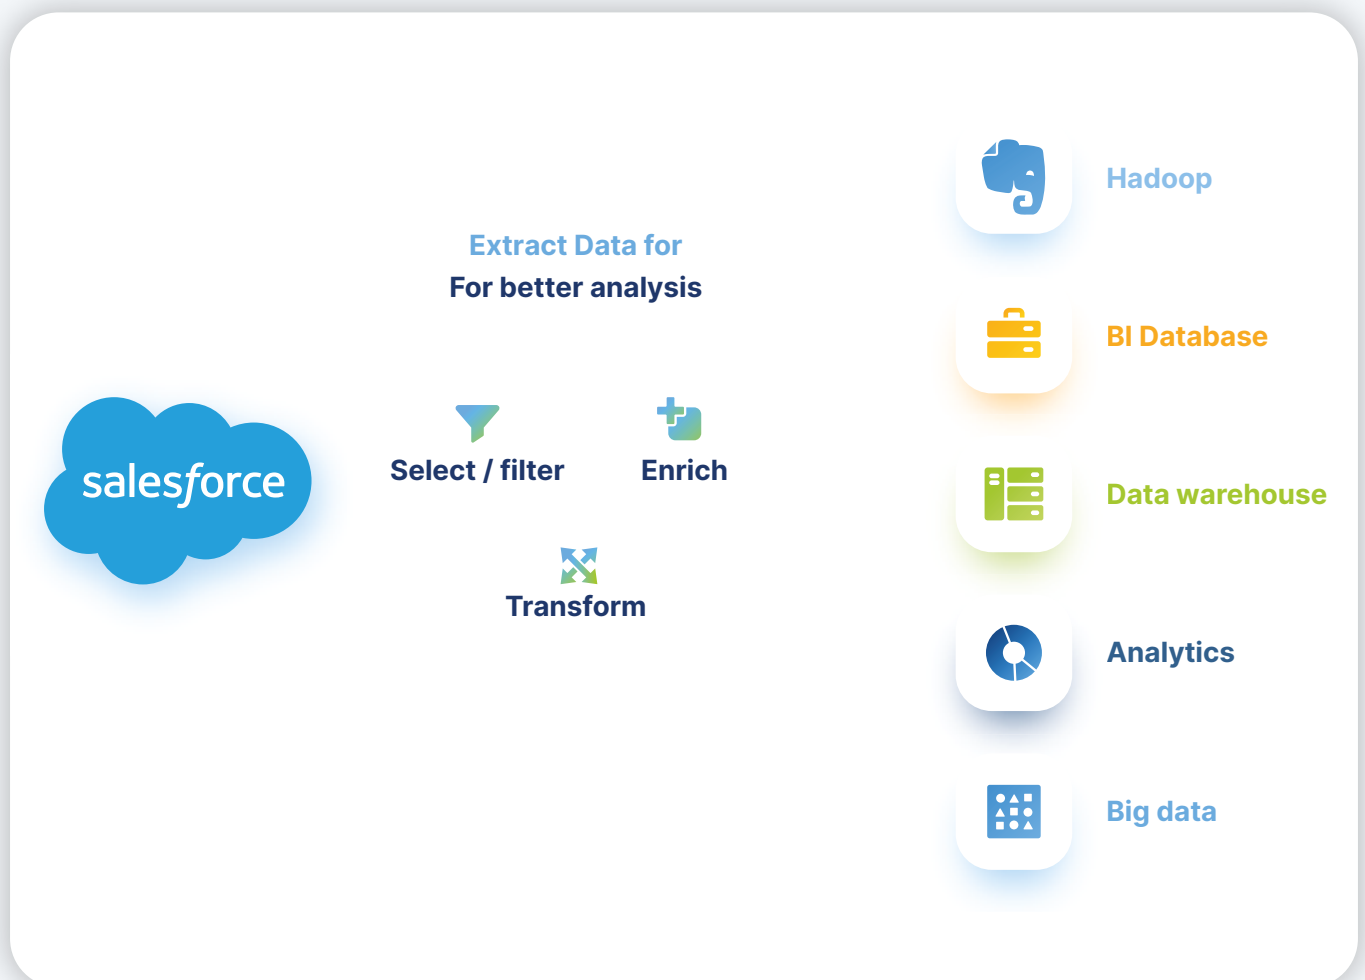 salesforce
Extract Data for
For better analysis
Select / filter
Enrich
Transform
Hadoop
BI Database
Data warehouse
Analytics
Big data